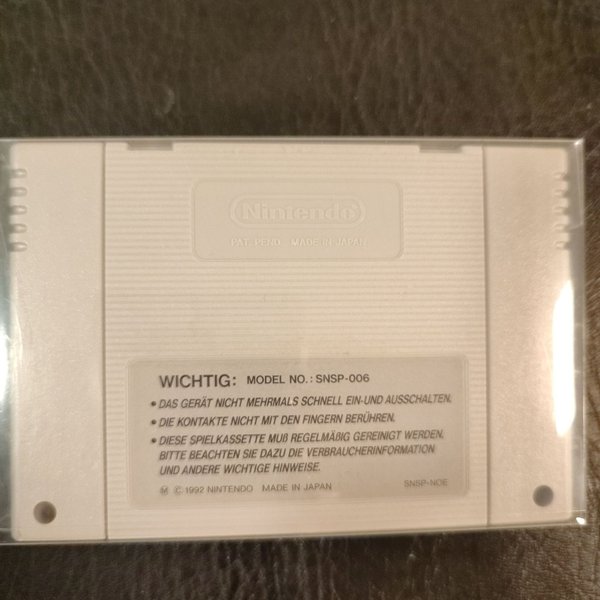 Nintendo
PAT. PEND. MADE IN JAPAN
WICHTIG: MODEL NO.: SNSP-006
• DAS GERÄT NICHT MEHRMALS SCHNELL EIN-UND AUSSCHALTEN.
• DIE KONTAKTE NICHT MIT DEN FINGERN BERÜHREN.
• DIESE SPIELKASSETTE MUß REGELMÄßIG GEREINIGT WERDEN.
BITTE BEACHTEN SIE DAZU DIE VERBRAUCHERINFORMATION
UND ANDERE WICHTIGE HINWEISE.
Ⓜ © 1992 NINTENDO MADE IN JAPAN SNSP-NOE